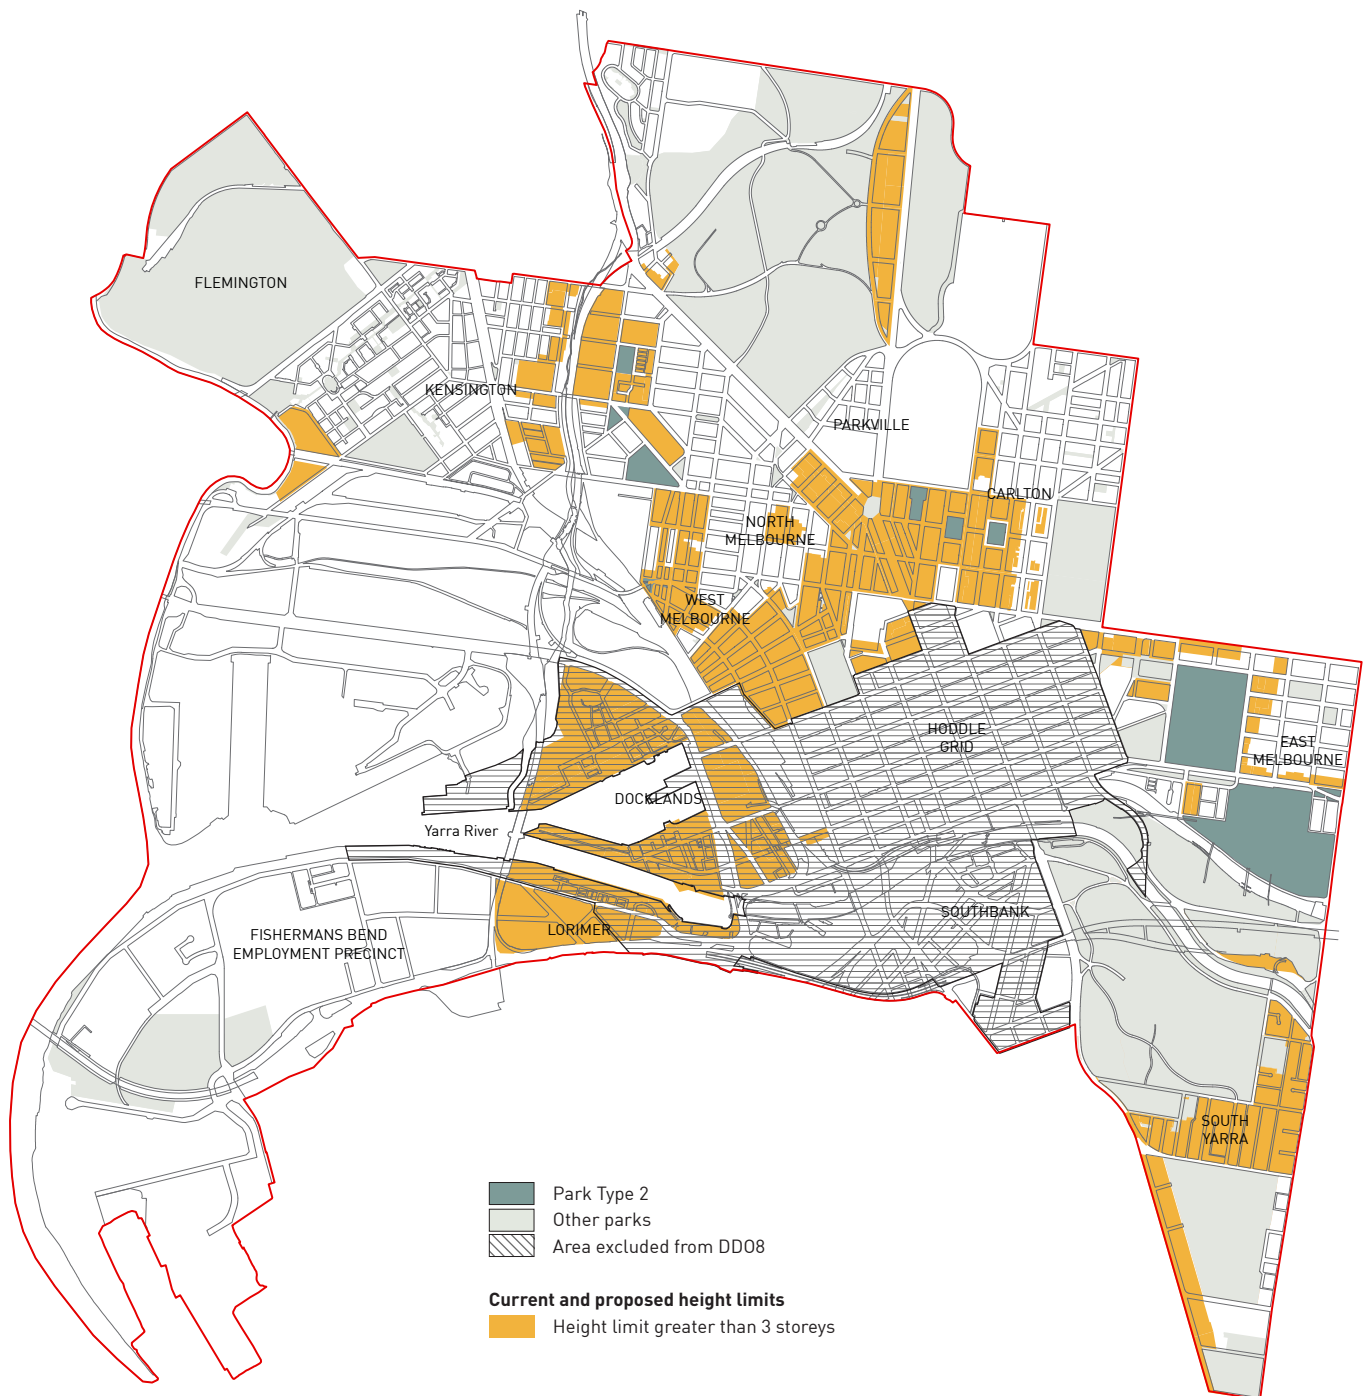 FLEMINGTON
KENSINGTON
PARKVILLE
CARLTON
NORTH
MELBOURNE
WEST
MELBOURNE
HODDLE
GRID
EAST
MELBOURNE
DOCKLANDS
Yarra River
SOUTHBANK
LORIMER
FISHERMANS BEND
EMPLOYMENT PRECINCT
SOUTH
YARRA
Park Type 2
Other parks
Area excluded from DDO8
Current and proposed height limits
Height limit greater than 3 storeys